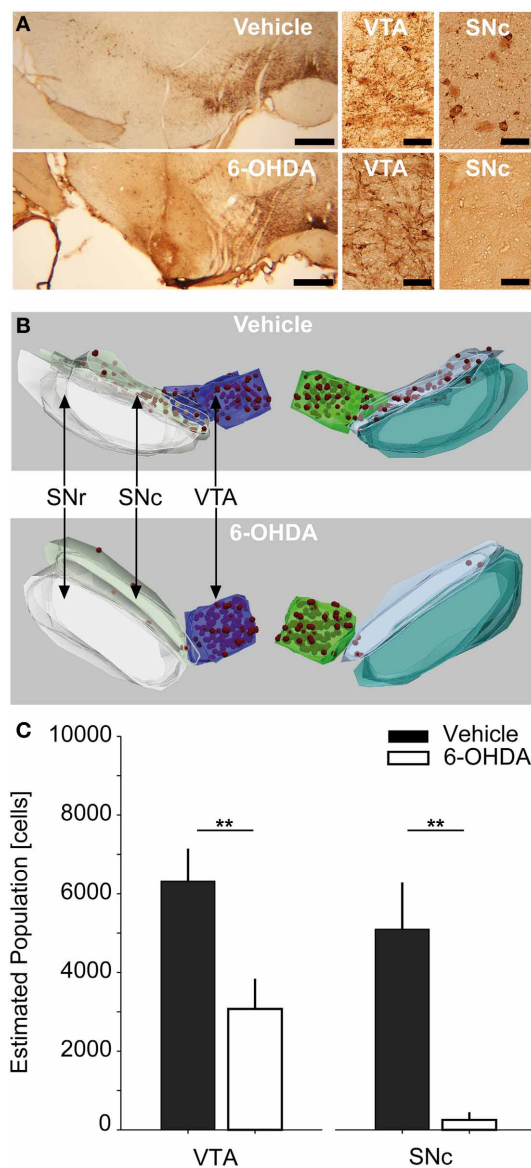 A
Vehicle
VTA
SNc
6-OHDA
VTA
SNc
B
Vehicle
SNr
SNc
VTA
6-OHDA
C
10000
Vehicle
6-OHDA
8000
6000
4000
2000
0
Estimated Population [cells]
**
**
VTA
SNc